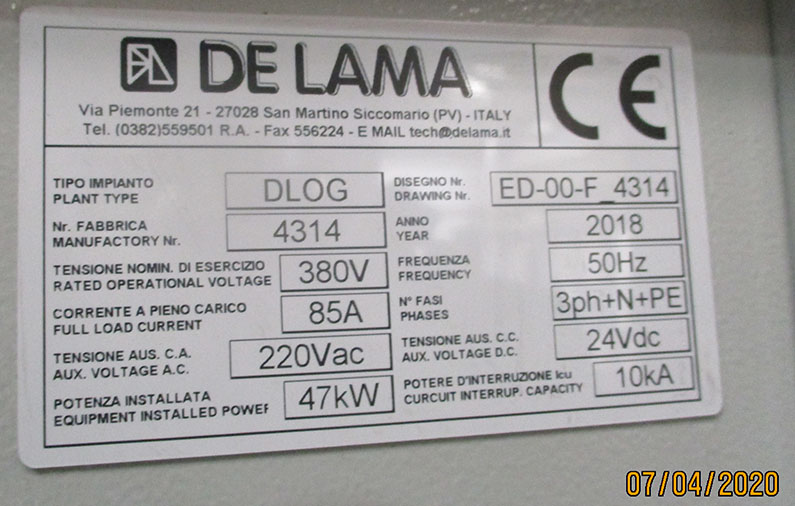 DE LAMA
Via Piemonte 21 - 27028 San Martino Siccomario (PV) - ITALY
Tel. (0382)559501 R.A. - Fax 556224 - E MAIL tech@delama.it
CE
TIPO IMPIANTO
PLANT TYPE
DLOG
DISEGNO Nr.
DRAWING Nr.
ED-00-F_4314
Nr. FABBRICA
MANUFACTORY Nr.
4314
ANNO
YEAR
2018
TENSIONE NOMIN. DI ESERCIZIO
RATED OPERATIONAL VOLTAGE
380V
FREQUENZA
FREQUENCY
50Hz
CORRENTE A PIENO CARICO
FULL LOAD CURRENT
85A
N° FASI
PHASES
3ph+N+PE
TENSIONE AUS. C.A.
AUX. VOLTAGE A.C.
220Vac
TENSIONE AUS. C.C.
AUX. VOLTAGE D.C.
24Vdc
POTENZA INSTALLATA
EQUIPMENT INSTALLED POWER
47kW
POTERE D'INTERRUZIONE Icu
CURCUIT INTERRUP. CAPACITY
10kA
07/04/2020